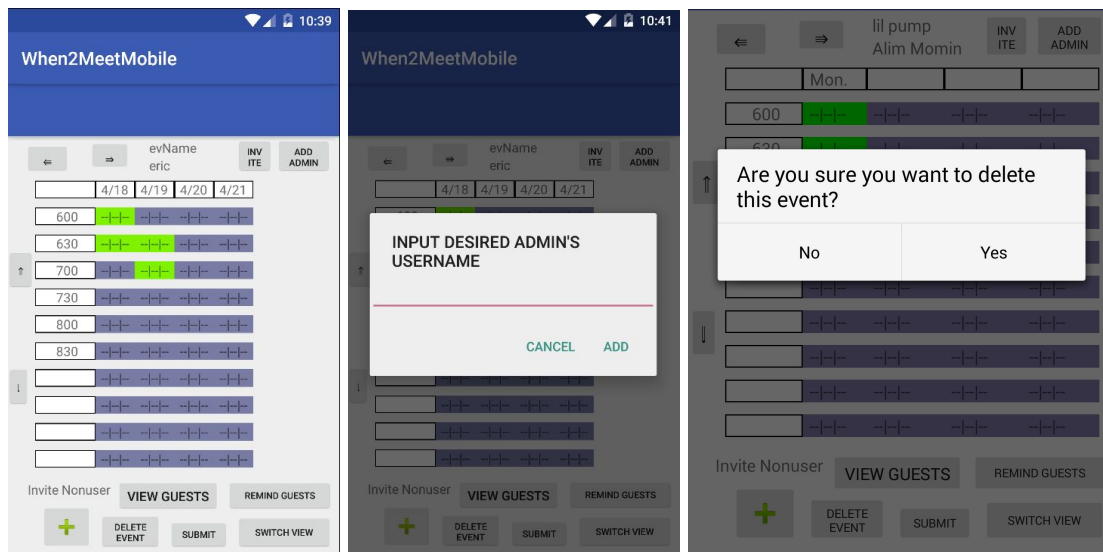 10:39
When2MeetMobile
⇐ ⇒ evName INV ADD
eric ITE ADMIN
4/18 4/19 4/20 4/21
600 --|--|-- --|--|-- --|--|-- --|--|--
630 --|--|-- --|--|-- --|--|-- --|--|--
↑ 700 --|--|-- --|--|-- --|--|-- --|--|--
730 --|--|-- --|--|-- --|--|-- --|--|--
800 --|--|-- --|--|-- --|--|-- --|--|--
830 --|--|-- --|--|-- --|--|-- --|--|--
↓ --|--|-- --|--|-- --|--|-- --|--|--
--|--|-- --|--|-- --|--|-- --|--|--
--|--|-- --|--|-- --|--|-- --|--|--
--|--|-- --|--|-- --|--|-- --|--|--
Invite Nonuser VIEW GUESTS REMIND GUESTS
+ DELETE SUBMIT SWITCH VIEW
EVENT
10:41
When2MeetMobile
⇐ ⇒ evName INV ADD
eric ITE ADMIN
4/18 4/19 4/20 4/21
INPUT DESIRED ADMIN'S
USERNAME
CANCEL ADD
--|--|-- --|--|-- --|--|-- --|--|--
--|--|-- --|--|-- --|--|-- --|--|--
--|--|-- --|--|-- --|--|-- --|--|--
--|--|-- --|--|-- --|--|-- --|--|--
Invite Nonuser VIEW GUESTS REMIND GUESTS
+ DELETE SUBMIT SWITCH VIEW
EVENT
⇐ ⇒ lil pump INV ADD
Alim Momin ITE ADMIN
Mon.
600 --|--|-- --|--|-- --|--|-- --|--|--
630
⇑
Are you sure you want to delete
this event?
No Yes
--|--|-- --|--|-- --|--|-- --|--|--
⇓ --|--|-- --|--|-- --|--|-- --|--|--
--|--|-- --|--|-- --|--|-- --|--|--
--|--|-- --|--|-- --|--|-- --|--|--
--|--|-- --|--|-- --|--|-- --|--|--
Invite Nonuser VIEW GUESTS REMIND GUESTS
+ DELETE SUBMIT SWITCH VIEW
EVENT